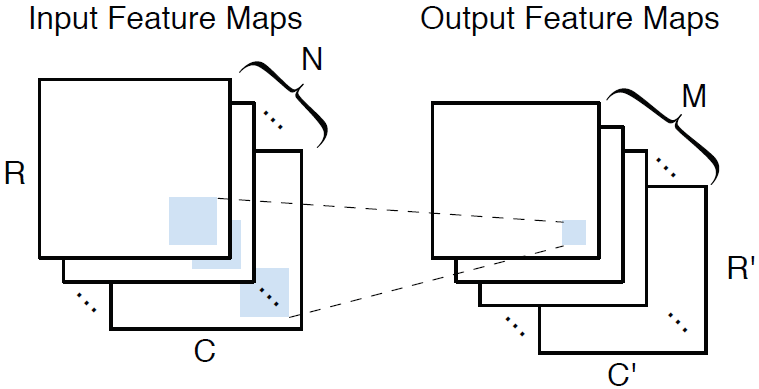 Input Feature Maps
Output Feature Maps
N
M
R
R'
C
C'